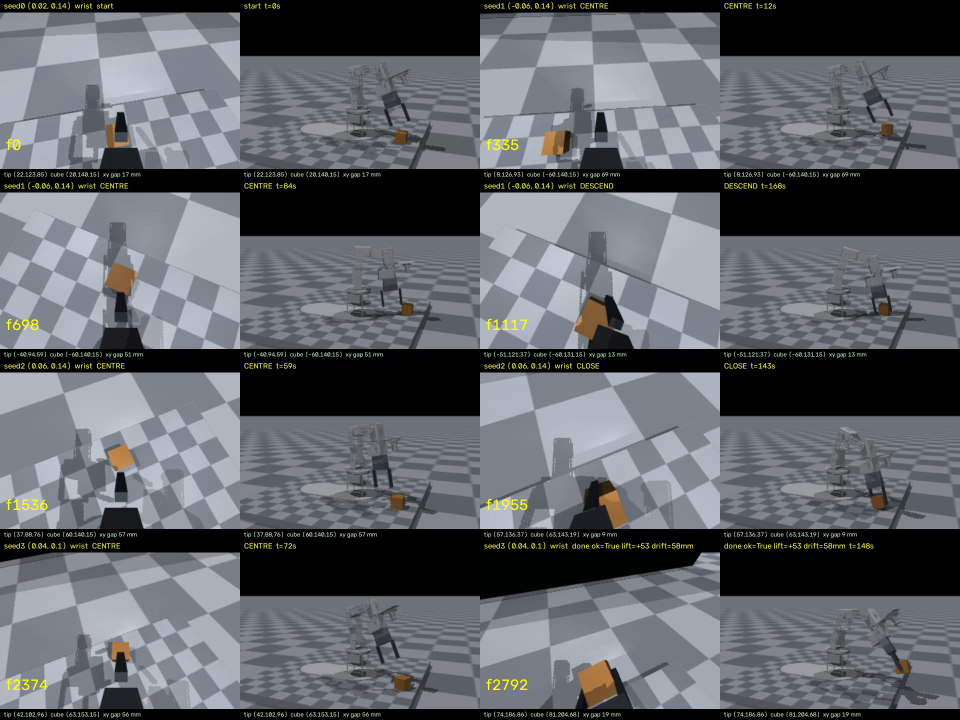 seed0 (0.02, 0.14) wrist start
start t=0s
seed1 (-0.06, 0.14) wrist CENTRE
CENTRE t=12s
f0
f335
tip [22,123,85] cube [20,140,15] xy gap 17 mm
tip [22,123,85] cube [20,140,15] xy gap 17 mm
tip [8,126,93] cube [-60,140,15] xy gap 69 mm
tip [8,126,93] cube [-60,140,15] xy gap 69 mm
seed1 (-0.06, 0.14) wrist CENTRE
CENTRE t=84s
seed1 (-0.06, 0.14) wrist DESCEND
DESCEND t=168s
f698
f1117
tip [-40,94,59] cube [-60,140,15] xy gap 51 mm
tip [-40,94,59] cube [-60,140,15] xy gap 51 mm
tip [-51,121,37] cube [-60,131,15] xy gap 13 mm
tip [-51,121,37] cube [-60,131,15] xy gap 13 mm
seed2 (0.06, 0.14) wrist CENTRE
CENTRE t=59s
seed2 (0.06, 0.14) wrist CLOSE
CLOSE t=143s
f1536
f1955
tip [37,88,76] cube [60,140,15] xy gap 57 mm
tip [37,88,76] cube [60,140,15] xy gap 57 mm
tip [57,136,37] cube [63,143,19] xy gap 9 mm
tip [57,136,37] cube [63,143,19] xy gap 9 mm
seed3 (0.04, 0.1) wrist CENTRE
CENTRE t=72s
seed3 (0.04, 0.1) wrist done ok=True lift=+53 drift=58mm
done ok=True lift=+53 drift=58mm t=148s
f2374
f2792
tip [42,102,96] cube [63,153,15] xy gap 56 mm
tip [42,102,96] cube [63,153,15] xy gap 56 mm
tip [74,186,86] cube [81,204,68] xy gap 19 mm
tip [74,186,86] cube [81,204,68] xy gap 19 mm